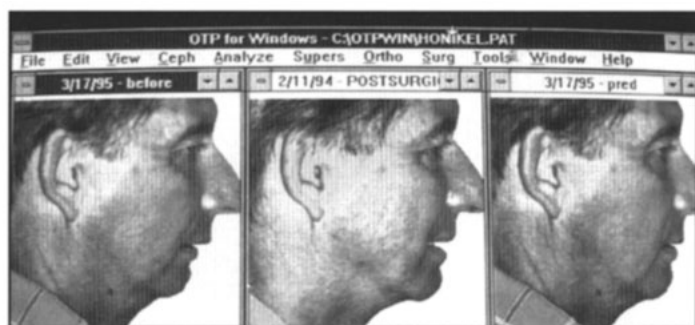 OTP for Windows - C:\OTPWIN\HONIKEL.PAT
File Edit View Ceph Analyze Supers Ortho Surg Tools Window Help
3/17/95 - before
2/11/94 - POSTSURGI
3/17/95 - pred